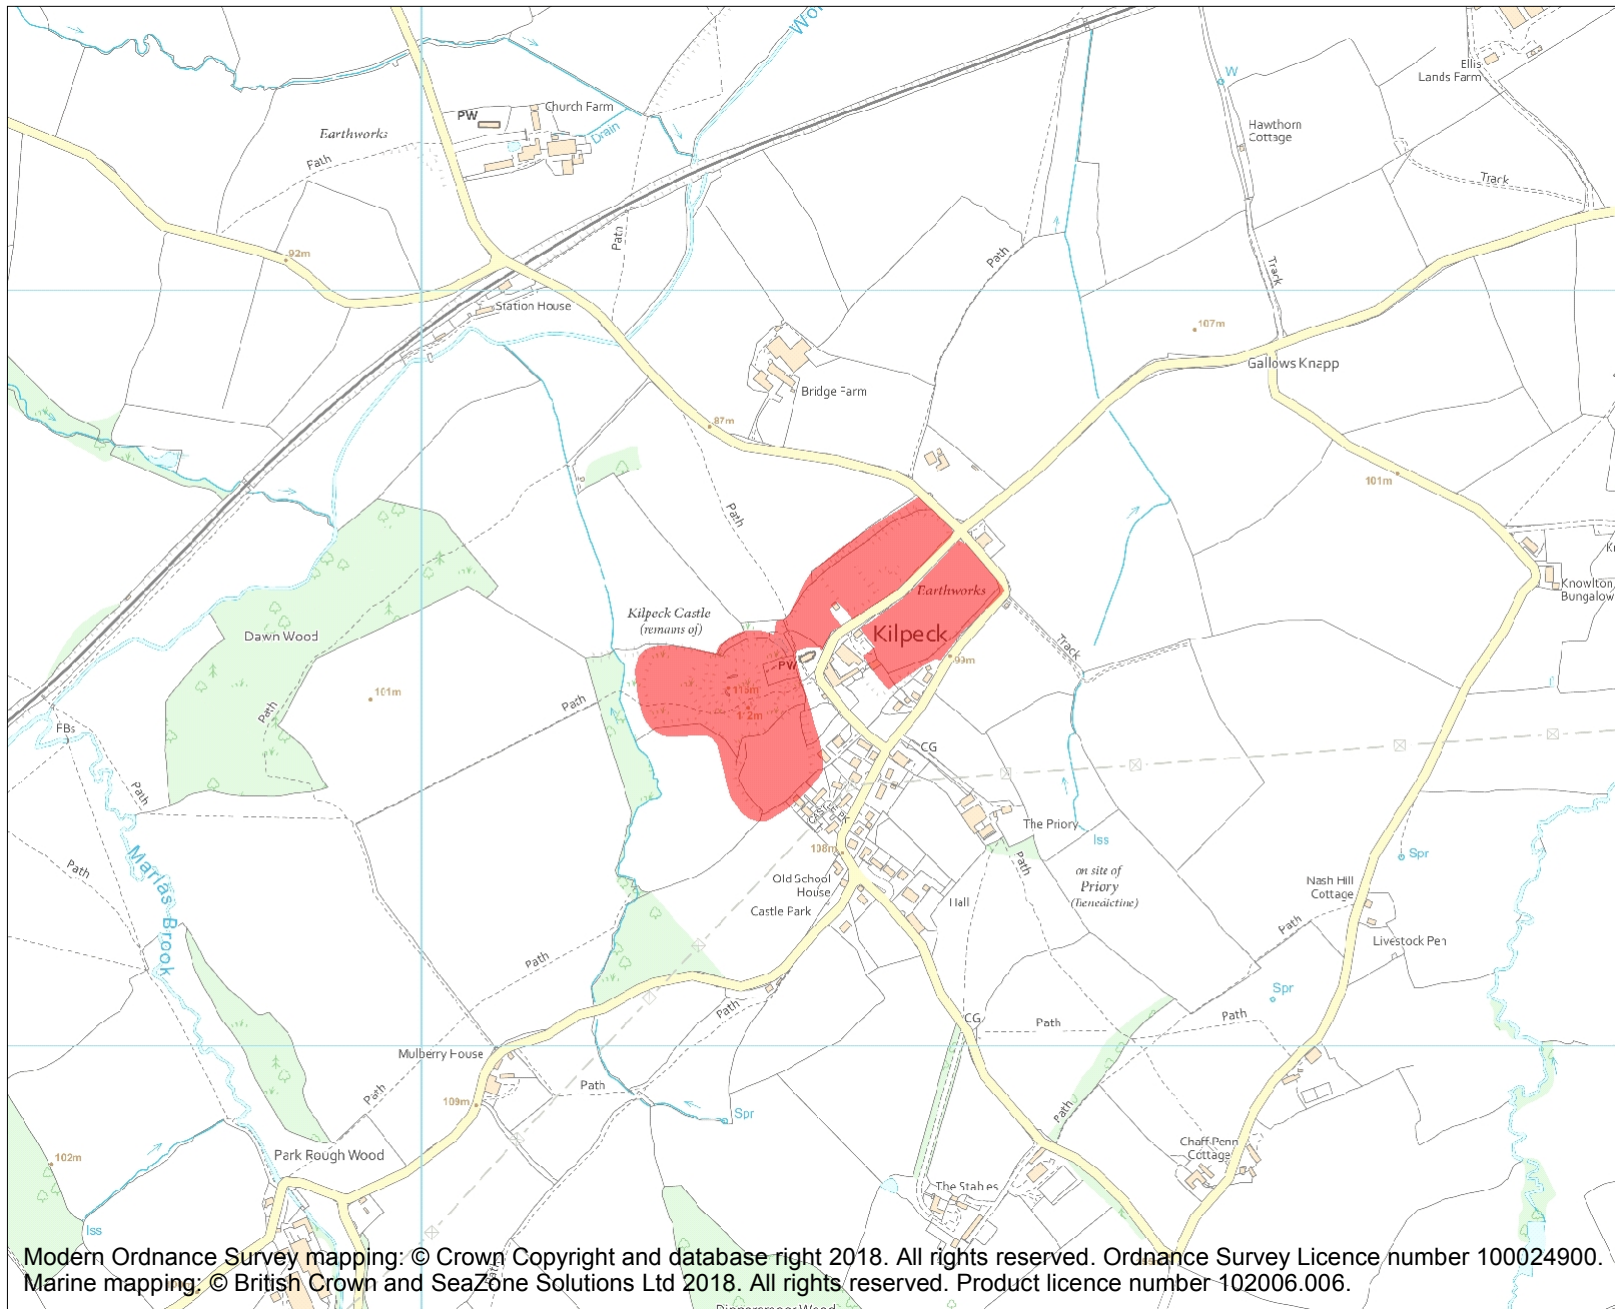 Wor
Ellis
Lands Farm
W
PW
Church Farm
Drain
Earthworks
Path
Hawthorn
Cottage
Track
Path
Path
92m
Track
Station House
107m
Gallows Knapp
Bridge Farm
87m
101m
Path
Kilpeck Castle
(remains of)
Earthworks
Kilpeck
Knowlton
Bungalow
Dawn Wood
Track
PW
99m
101m
112m
Path
Path
FBs
CG
Path
The Priory
Iss
108m
Spr
Path
Path
on site of
Priory
(Benedictine)
Old School
House
Castle Park
Hall
Nash Hill
Cottage
Marlas Brook
Path
Livestock Pen
Path
Spr
Path
CG
Path
Path
Mulberry House
Path
Path
109m
Spr
Path
Park Rough Wood
102m
Chaff Penn
Cottage
The Stables
Iss
Modern Ordnance Survey mapping: © Crown Copyright and database right 2018. All rights reserved. Ordnance Survey Licence number 100024900.
Marine mapping: © British Crown and SeaZone Solutions Ltd 2018. All rights reserved. Product licence number 102006.006.
Path